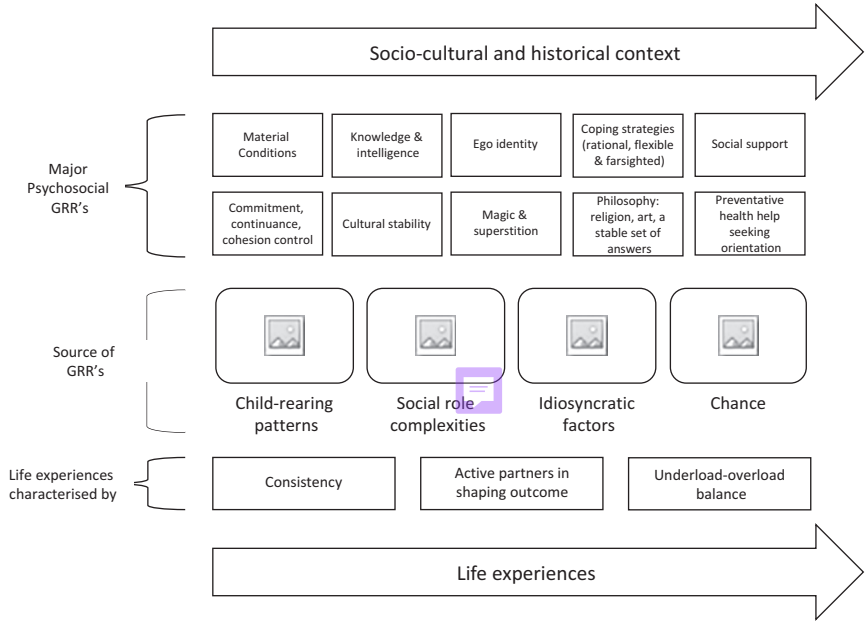 Socio-cultural and historical context
Major
Psychosocial
GRR's
Material
Conditions
Knowledge &
intelligence
Ego identity
Coping strategies
(rational, flexible
& farsighted)
Social support
Commitment,
continuance,
cohesion control
Cultural stability
Magic &
superstition
Philosophy:
religion, art, a
stable set of
answers
Preventative
health help
seeking
orientation
Source of
GRR's
Child-rearing
patterns
Social role
complexities
Idiosyncratic
factors
Chance
Life experiences
characterised by
Consistency
Active partners in
shaping outcome
Underload-overload
balance
Life experiences